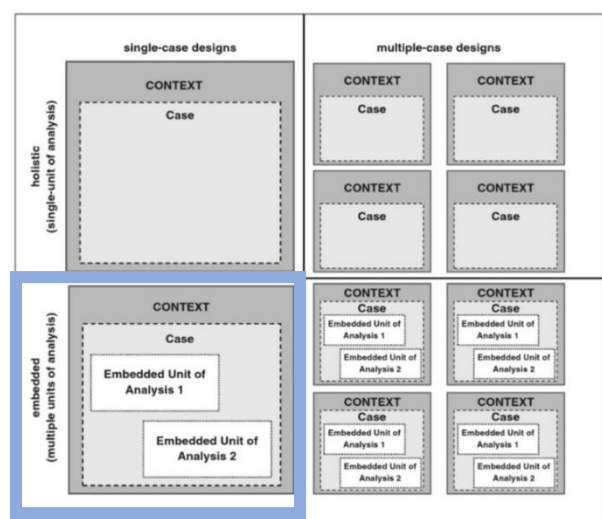 single-case designs
multiple-case designs
holistic
(single-unit of analysis)
CONTEXT
Case
CONTEXT
Case
CONTEXT
Case
CONTEXT
Case
CONTEXT
Case
embedded
(multiple units of analysis)
CONTEXT
Case
Embedded Unit of
Analysis 1
Embedded Unit of
Analysis 2
CONTEXT
Case
Embedded Unit of
Analysis 1
Embedded Unit of
Analysis 2
CONTEXT
Case
Embedded Unit of
Analysis 1
Embedded Unit of
Analysis 2
CONTEXT
Case
Embedded Unit of
Analysis 1
Embedded Unit of
Analysis 2
CONTEXT
Case
Embedded Unit of
Analysis 1
Embedded Unit of
Analysis 2